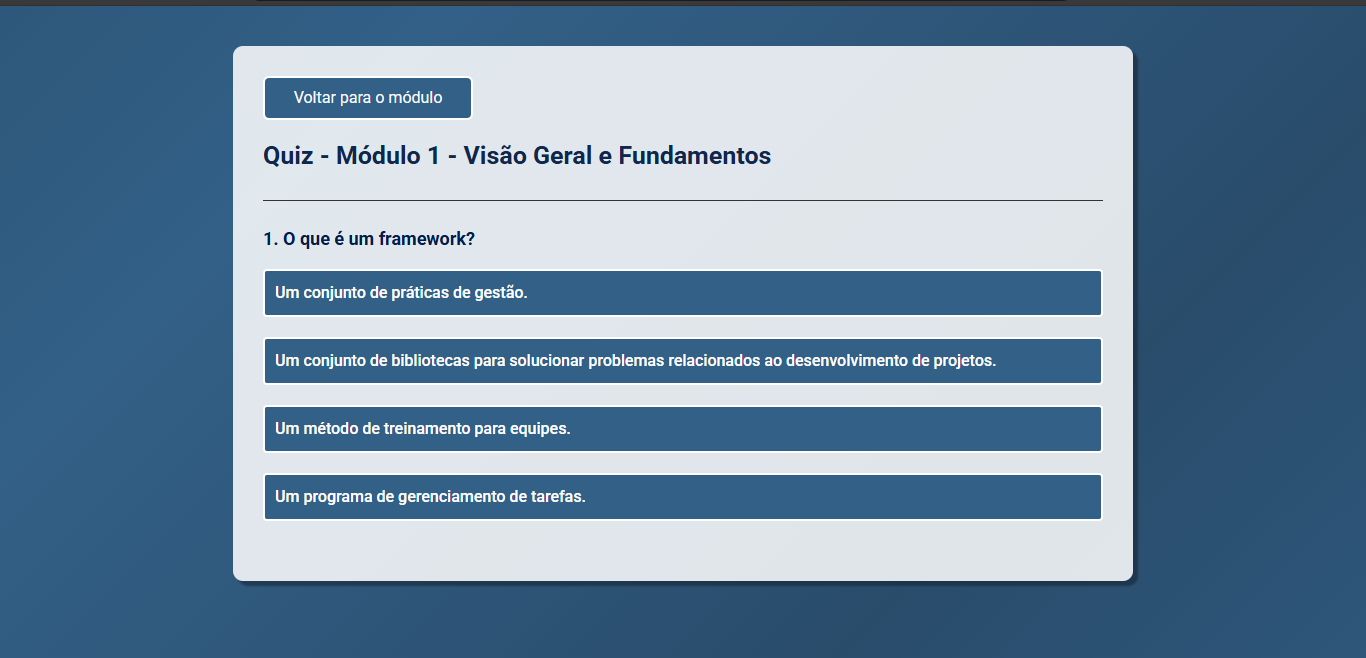 Voltar para o módulo
Quiz - Módulo 1 - Visão Geral e Fundamentos
1. O que é um framework?
Um conjunto de práticas de gestão.
Um conjunto de bibliotecas para solucionar problemas relacionados ao desenvolvimento de projetos.
Um método de treinamento para equipes.
Um programa de gerenciamento de tarefas.